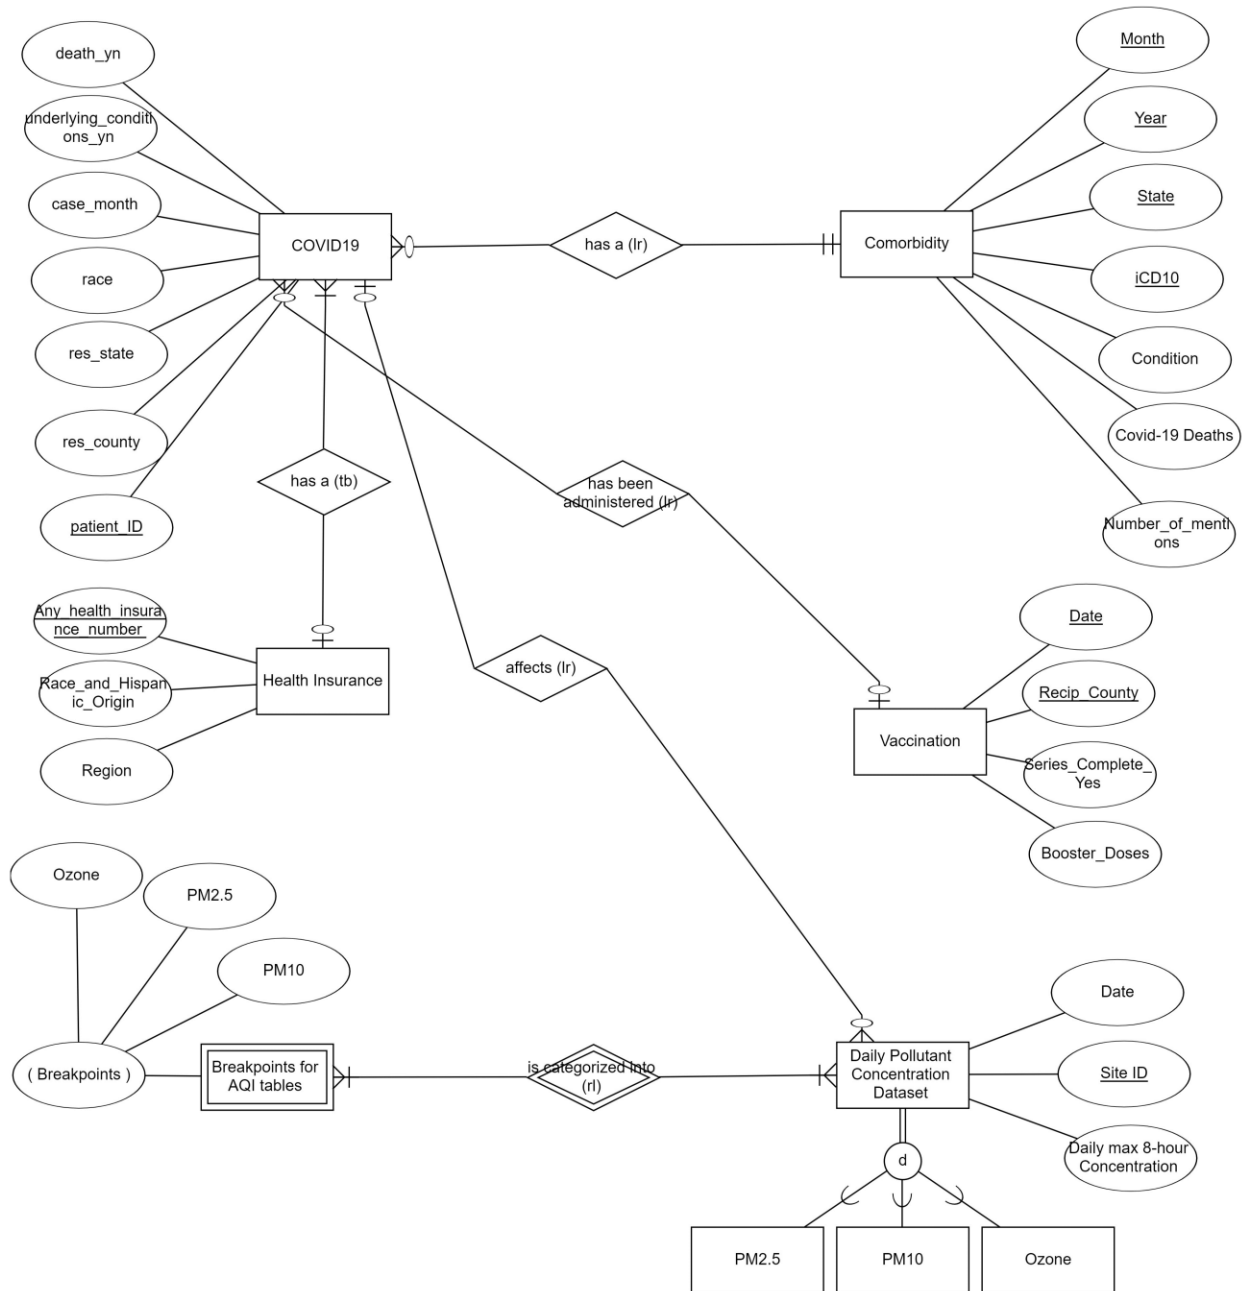 death_yn
underlying_conditi
ons_yn
case_month
race
res_state
res_county
patient_ID
COVID19
has a (lr)
Comorbidity
Month
Year
State
iCD10
Condition
Covid-19 Deaths
Number_of_menti
ons
has a (tb)
has been
administered (lr)
affects (lr)
Any_health_insura
nce_number
Race_and_Hispan
ic_Origin
Region
Health Insurance
Vaccination
Date
Recip_County
Series_Complete_
Yes
Booster_Doses
Ozone
PM2.5
PM10
( Breakpoints )
Breakpoints for
AQI tables
is categorized into
(rl)
Daily Pollutant
Concentration
Dataset
Date
Site ID
Daily max 8-hour
Concentration
d
PM2.5
PM10
Ozone